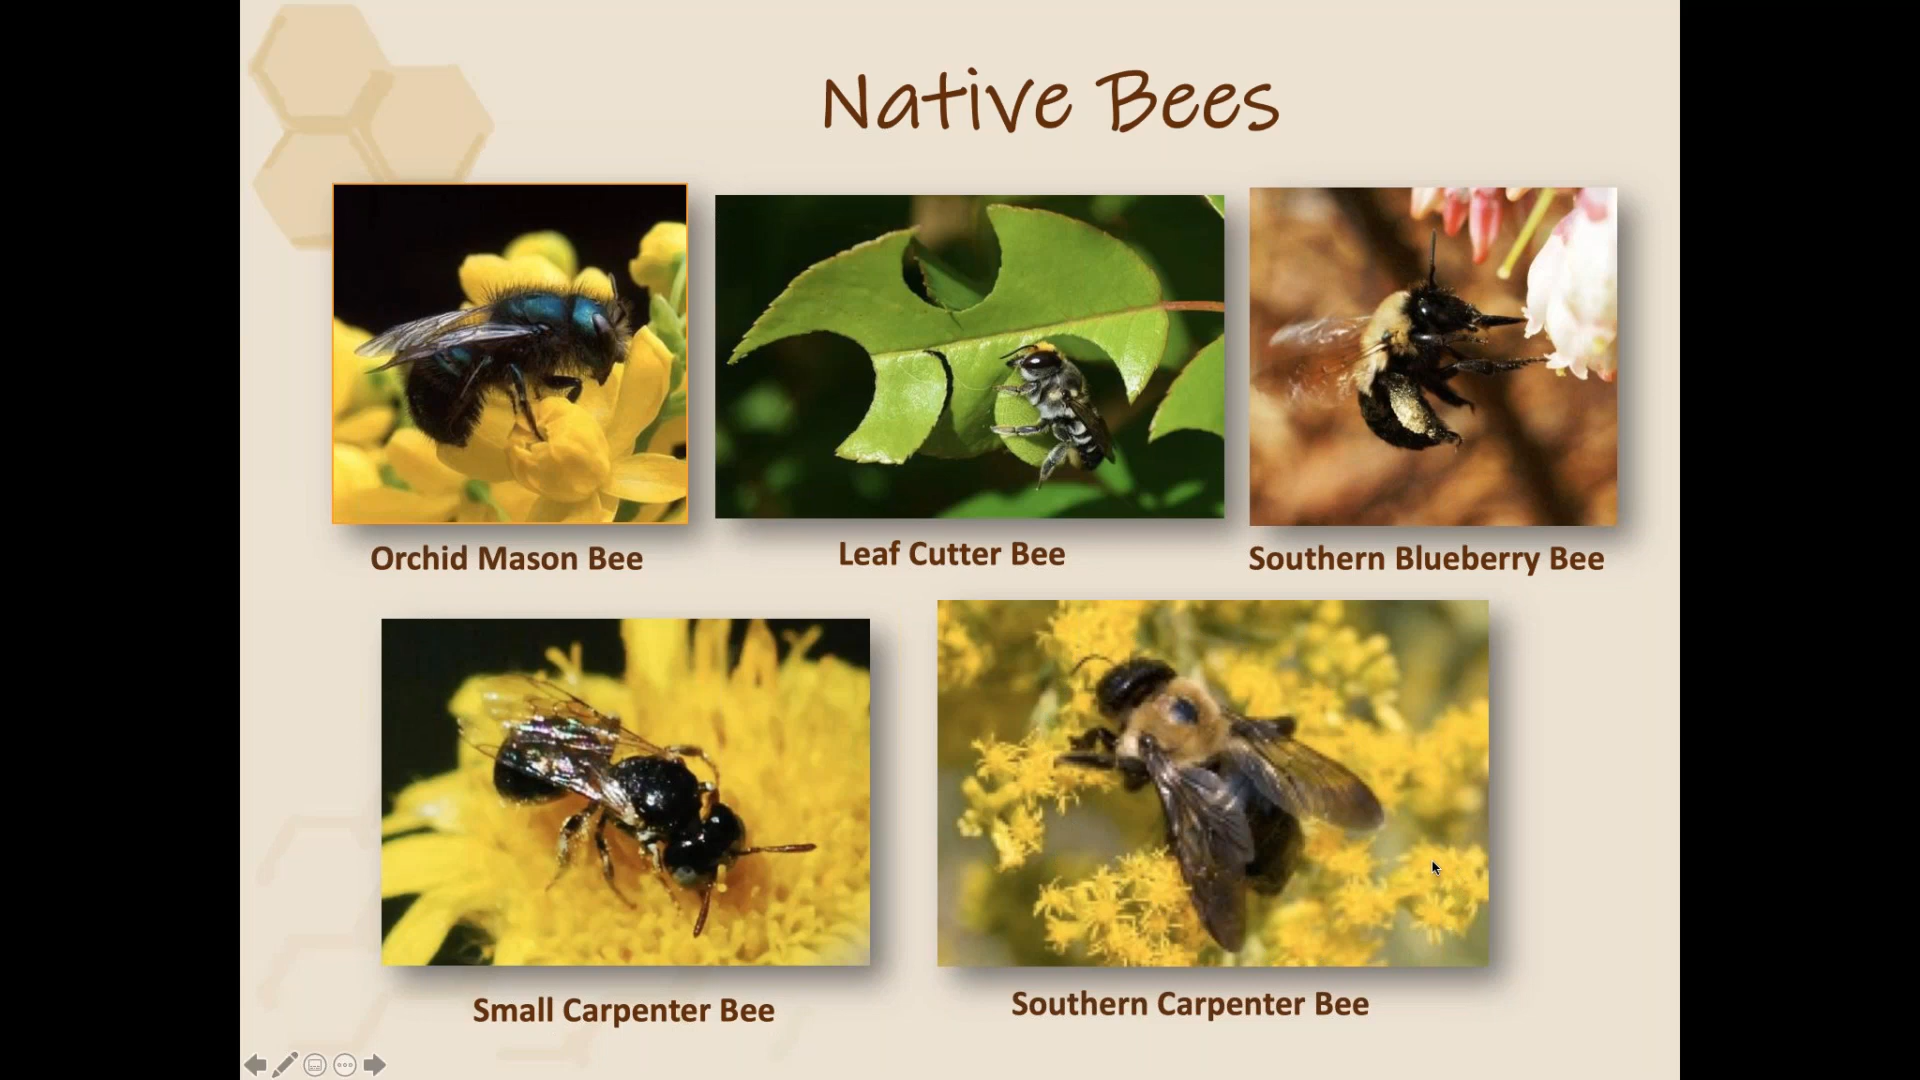 Native Bees
Orchid Mason Bee
Leaf Cutter Bee
Southern Blueberry Bee
Small Carpenter Bee
Southern Carpenter Bee